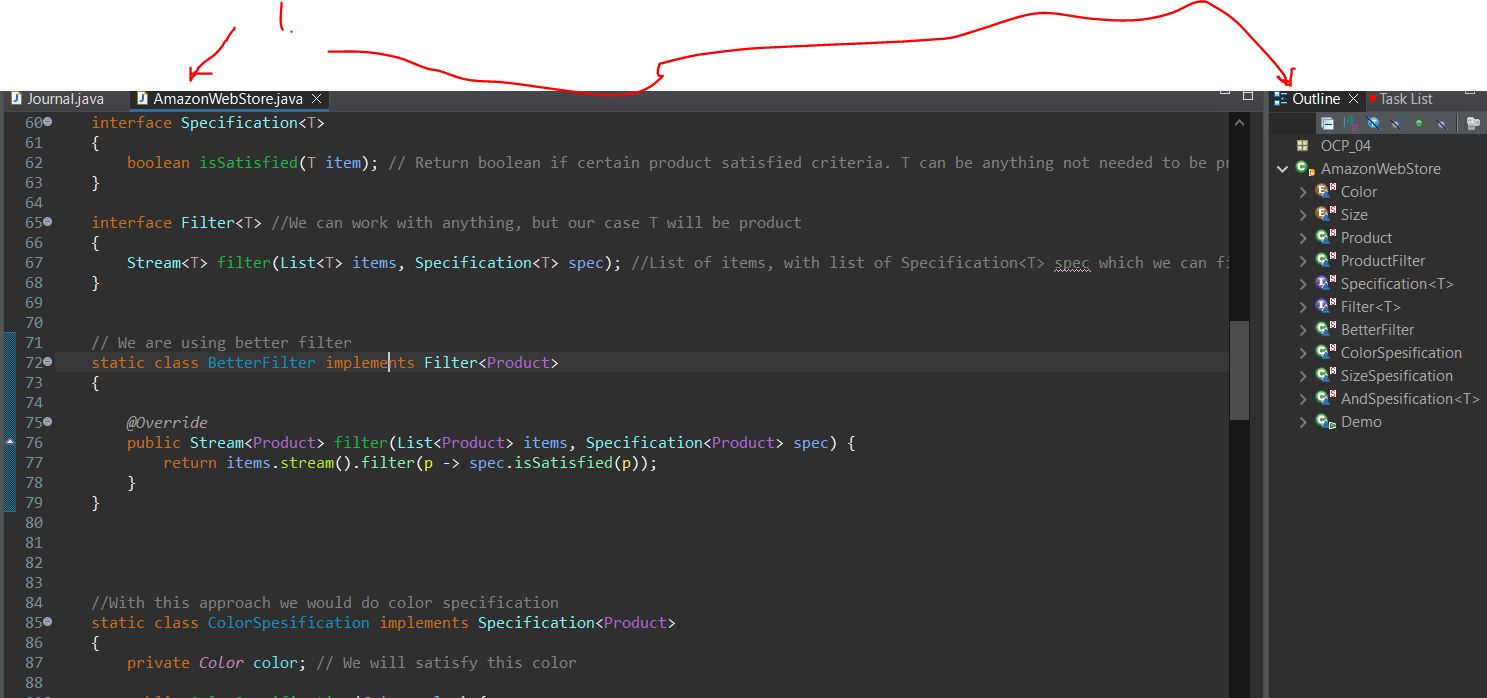 1.
Journal.java AmazonWebStore.java
60 interface Specification<T>
61 {
62 boolean isSatisfied(T item); // Return boolean if certain product satisfied criteria. T can be anything not needed to be
63 }
64
65 interface Filter<T> //We can work with anything, but our case T will be product
66 {
67 Stream<T> filter(List<T> items, Specification<T> spec); //List of items, with list of Specification<T> spec which we can
68 }
69
70
71 // We are using better filter
72 static class BetterFilter implements Filter<Product>
73 {
74
75 @Override
76 public Stream<Product> filter(List<Product> items, Specification<Product> spec) {
77 return items.stream().filter(p -> spec.isSatisfied(p));
78 }
79 }
80
81
82
83
84 //With this approach we would do color specification
85 static class ColorSpesification implements Specification<Product>
86 {
87 private Color color; // We will satisfy this color
88
Outline Task List
OCP_04
AmazonWebStore
Color
Size
Product
ProductFilter
Specification<T>
Filter<T>
BetterFilter
ColorSpesification
SizeSpesification
AndSpesification<T>
Demo